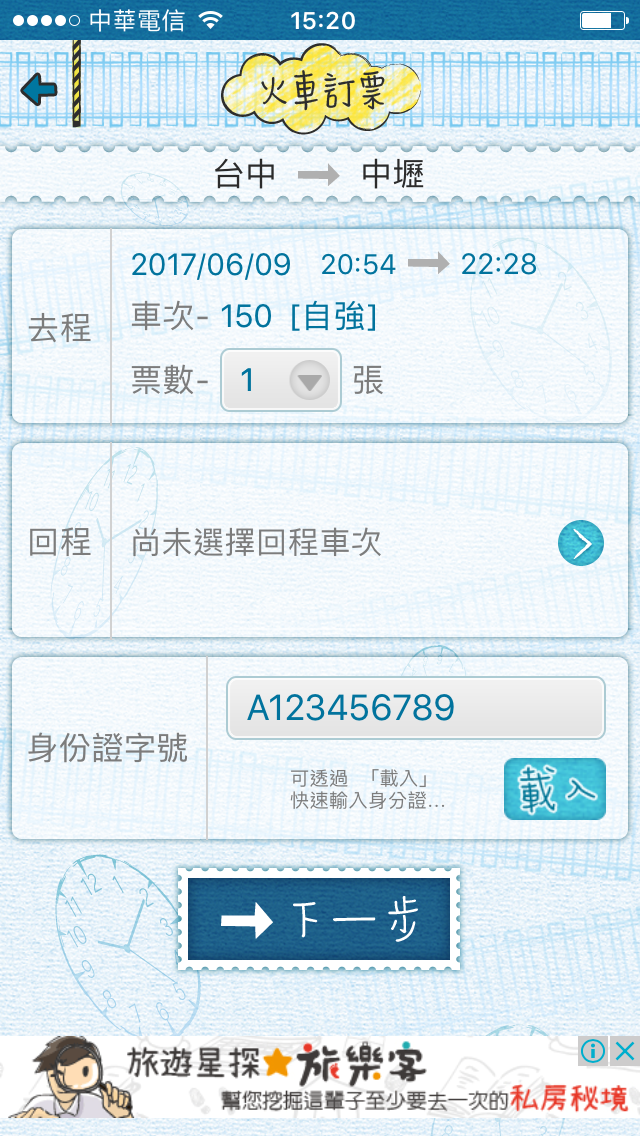 中華電信 15:20
火車訂票
台中 中壢
2017/06/09 20:54 22:28
去程
車次- 150 [自強]
票數- 1 張
回程 尚未選擇回程車次
A123456789
身份證字號
可透過 「載入」
快速輸入身分證...
載入
下一步
旅遊星探 旅樂客
幫您挖掘這輩子至少要去一次的私房秘境